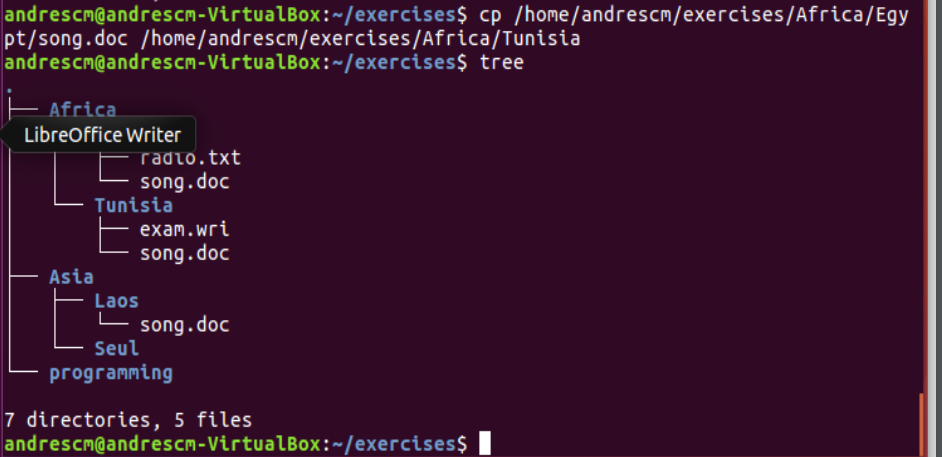 andrescm@andrescm-VirtualBox:~/exercises$ cp /home/andrescm/exercises/Africa/Egy
pt/song.doc /home/andrescm/exercises/Africa/Tunisia
andrescm@andrescm-VirtualBox:~/exercises$ tree
.
├── Africa
LibreOffice Writer
│   │   ├── radio.txt
│   │   └── song.doc
│   └── Tunisia
│       ├── exam.wri
│       └── song.doc
├── Asia
│   ├── Laos
│   │   └── song.doc
│   └── Seul
└── programming
7 directories, 5 files
andrescm@andrescm-VirtualBox:~/exercises$